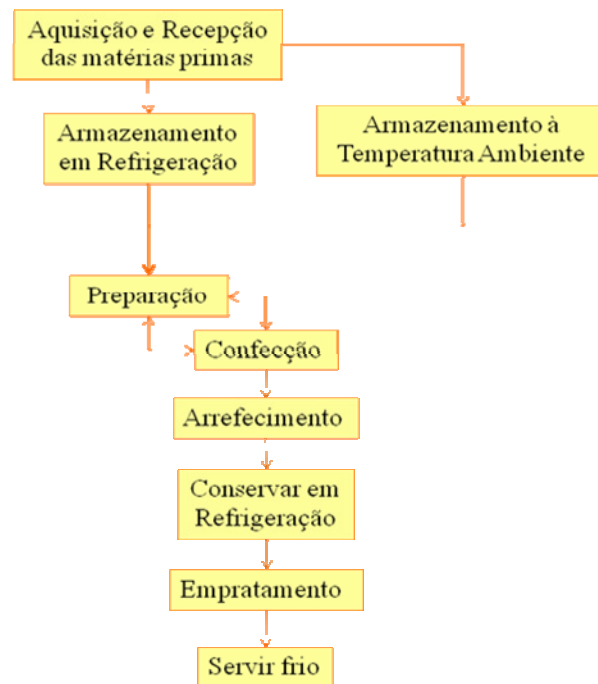 Aquisição e Recepção
das matérias primas
Armazenamento
em Refrigeração
Armazenamento à
Temperatura Ambiente
Preparação
Confecção
Arrefecimento
Conservar em
Refrigeração
Empratamento
Servir frio